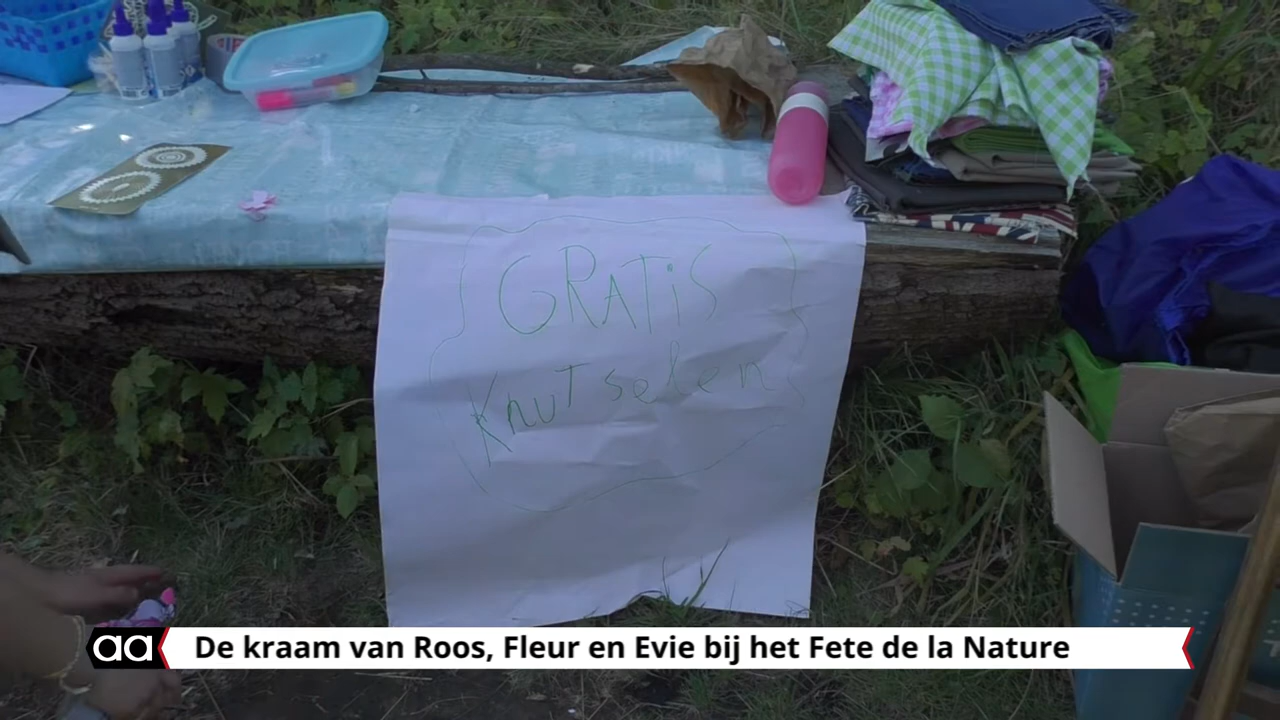 GRATiS
KnuTselen
aa
De kraam van Roos, Fleur en Evie bij het Fete de la Nature